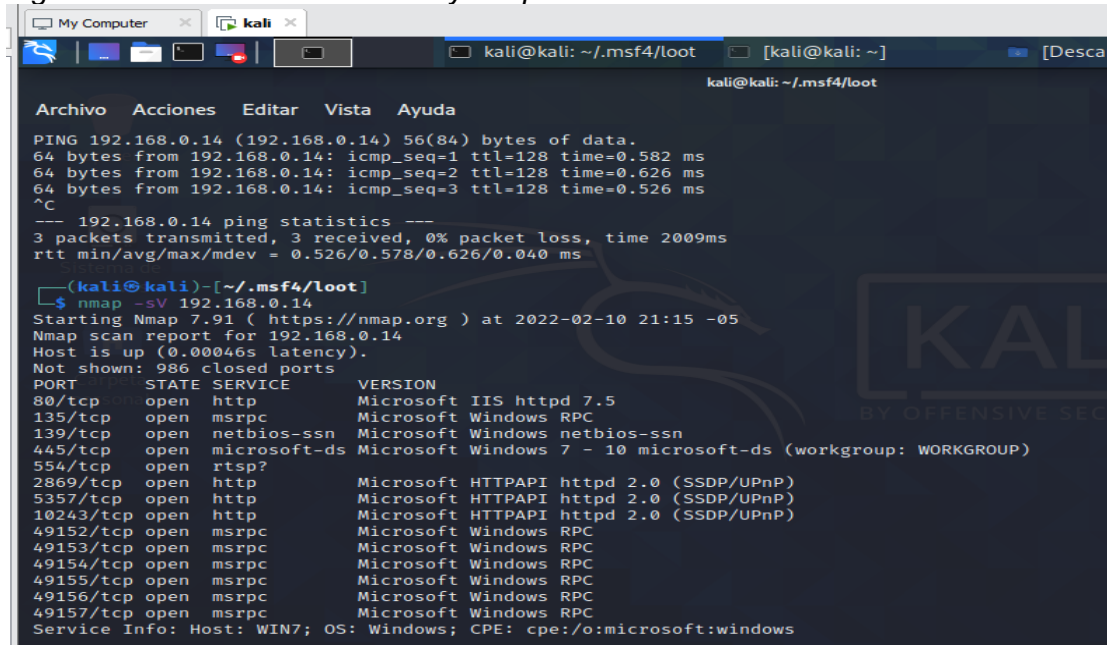 My Computer × kali ×
kali@kali: ~/.msf4/loot [kali@kali: ~] [Desca
kali@kali: ~/.msf4/loot
Archivo Acciones Editar Vista Ayuda
PING 192.168.0.14 (192.168.0.14) 56(84) bytes of data.
64 bytes from 192.168.0.14: icmp_seq=1 ttl=128 time=0.582 ms
64 bytes from 192.168.0.14: icmp_seq=2 ttl=128 time=0.626 ms
64 bytes from 192.168.0.14: icmp_seq=3 ttl=128 time=0.526 ms
^C
--- 192.168.0.14 ping statistics ---
3 packets transmitted, 3 received, 0% packet loss, time 2009ms
rtt min/avg/max/mdev = 0.526/0.578/0.626/0.040 ms
┌──(kali㉿kali)-[~/.msf4/loot]
└─$ nmap -sV 192.168.0.14
Starting Nmap 7.91 ( https://nmap.org ) at 2022-02-10 21:15 -05
Nmap scan report for 192.168.0.14
Host is up (0.00046s latency).
Not shown: 986 closed ports
PORT STATE SERVICE VERSION
80/tcp open http Microsoft IIS httpd 7.5
135/tcp open msrpc Microsoft Windows RPC
139/tcp open netbios-ssn Microsoft Windows netbios-ssn
445/tcp open microsoft-ds Microsoft Windows 7 - 10 microsoft-ds (workgroup: WORKGROUP)
554/tcp open rtsp?
2869/tcp open http Microsoft HTTPAPI httpd 2.0 (SSDP/UPnP)
5357/tcp open http Microsoft HTTPAPI httpd 2.0 (SSDP/UPnP)
10243/tcp open http Microsoft HTTPAPI httpd 2.0 (SSDP/UPnP)
49152/tcp open msrpc Microsoft Windows RPC
49153/tcp open msrpc Microsoft Windows RPC
49154/tcp open msrpc Microsoft Windows RPC
49155/tcp open msrpc Microsoft Windows RPC
49156/tcp open msrpc Microsoft Windows RPC
49157/tcp open msrpc Microsoft Windows RPC
Service Info: Host: WIN7; OS: Windows; CPE: cpe:/o:microsoft:windows
KAL
BY OFFENSIVE SEC